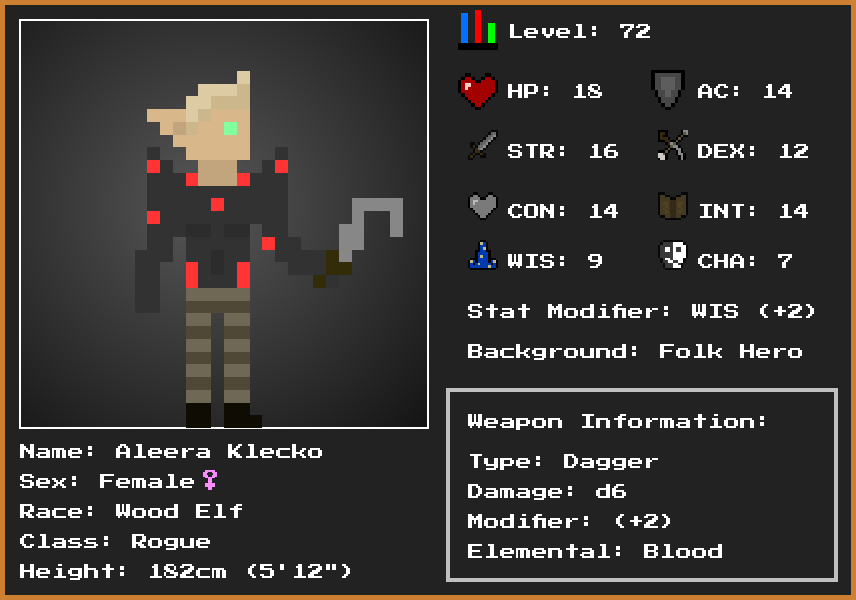 Level: 72
HP: 18
AC: 14
STR: 16
DEX: 12
CON: 14
INT: 14
WIS: 9
CHA: 7
Stat Modifier: WIS (+2)
Background: Folk Hero
Name: Aleera Klecko
Sex: Female♀
Race: Wood Elf
Class: Rogue
Height: 182cm (5'12")
Weapon Information:
Type: Dagger
Damage: d6
Modifier: (+2)
Elemental: Blood